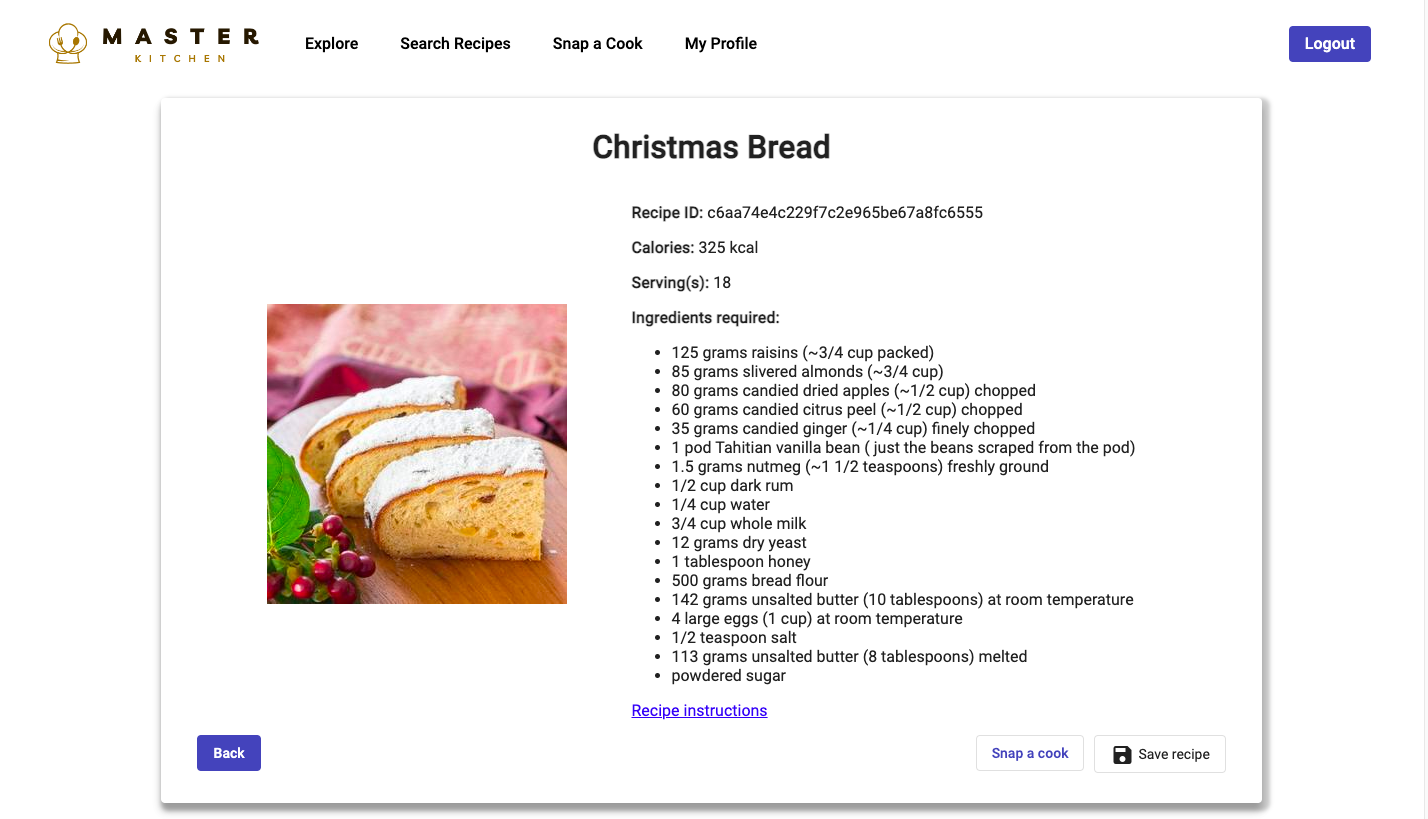 MASTER
KITCHEN
Explore
Search Recipes
Snap a Cook
My Profile
Logout
Christmas Bread
Recipe ID: c6aa74e4c229f7c2e965be67a8fc6555
Calories: 325 kcal
Serving(s): 18
Ingredients required:
• 125 grams raisins (~3/4 cup packed)
• 85 grams slivered almonds (~3/4 cup)
• 80 grams candied dried apples (~1/2 cup) chopped
• 60 grams candied citrus peel (~1/2 cup) chopped
• 35 grams candied ginger (~1/4 cup) finely chopped
• 1 pod Tahitian vanilla bean ( just the beans scraped from the pod)
• 1.5 grams nutmeg (~1 1/2 teaspoons) freshly ground
• 1/2 cup dark rum
• 1/4 cup water
• 3/4 cup whole milk
• 12 grams dry yeast
• 1 tablespoon honey
• 500 grams bread flour
• 142 grams unsalted butter (10 tablespoons) at room temperature
• 4 large eggs (1 cup) at room temperature
• 1/2 teaspoon salt
• 113 grams unsalted butter (8 tablespoons) melted
• powdered sugar
Recipe instructions
Back
Snap a cook
Save recipe